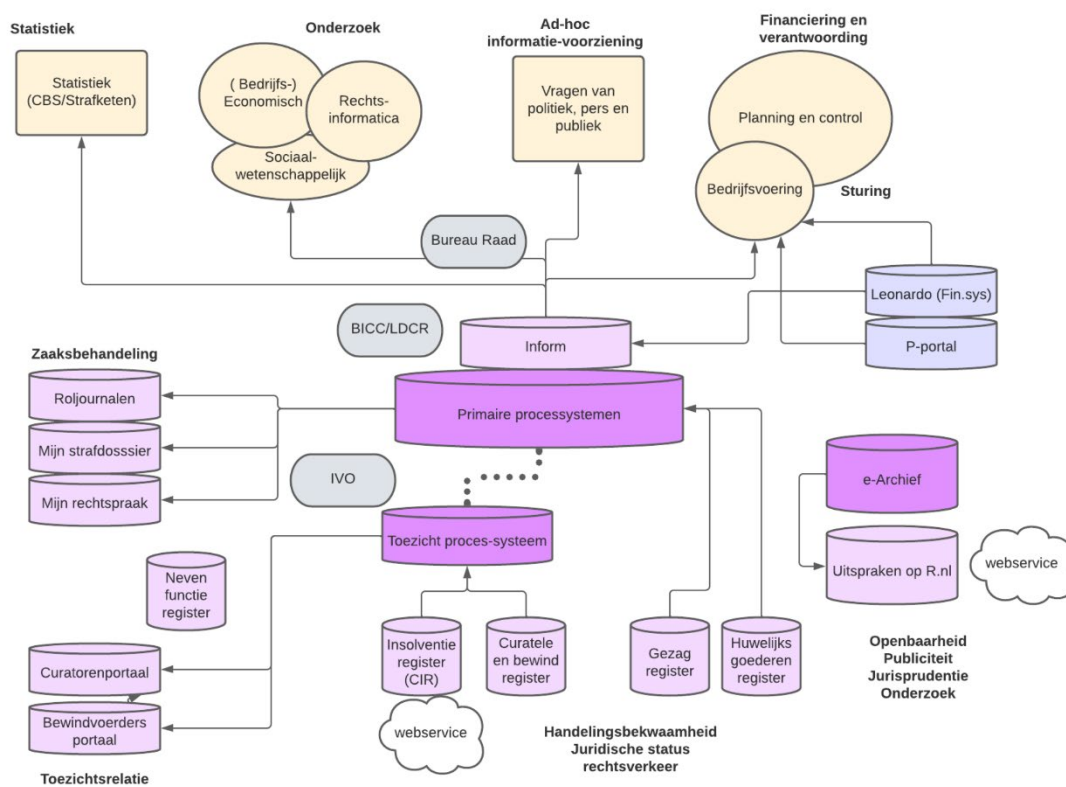 Statistiek
Onderzoek
Ad-hoc
informatie-voorziening
Financiering en
verantwoording
Statistiek
(CBS/Strafketen)
( Bedrijfs-)
Economisch
Rechts-
informatica
Sociaal-
wetenschappelijk
Vragen van
politiek, pers en
publiek
Planning en control
Bedrijfsvoering
Sturing
Bureau Raad
Leonardo (Fin.sys)
P-portal
BICC/LDCR
Inform
Zaaksbehandeling
Roljournalen
Mijn strafdosssier
Mijn rechtspraak
Primaire processystemen
IVO
Toezicht proces-systeem
e-Archief
Uitspraken op R.nl
webservice
Neven
functie
register
Curatorenportaal
Bewindvoerders
portaal
Toezichtsrelatie
Insolventie
register
(CIR)
webservice
Curatele
en bewind
register
Gezag
register
Huwelijks
goederen
register
Handelingsbekwaamheid
Juridische status
rechtsverkeer
Openbaarheid
Publiciteit
Jurisprudentie
Onderzoek